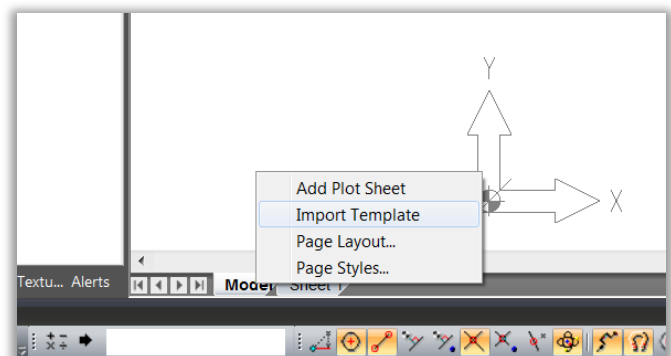 Y
X
Add Plot Sheet
Import Template
Page Layout...
Page Styles...
Textu... Alerts
Model Sheet 1